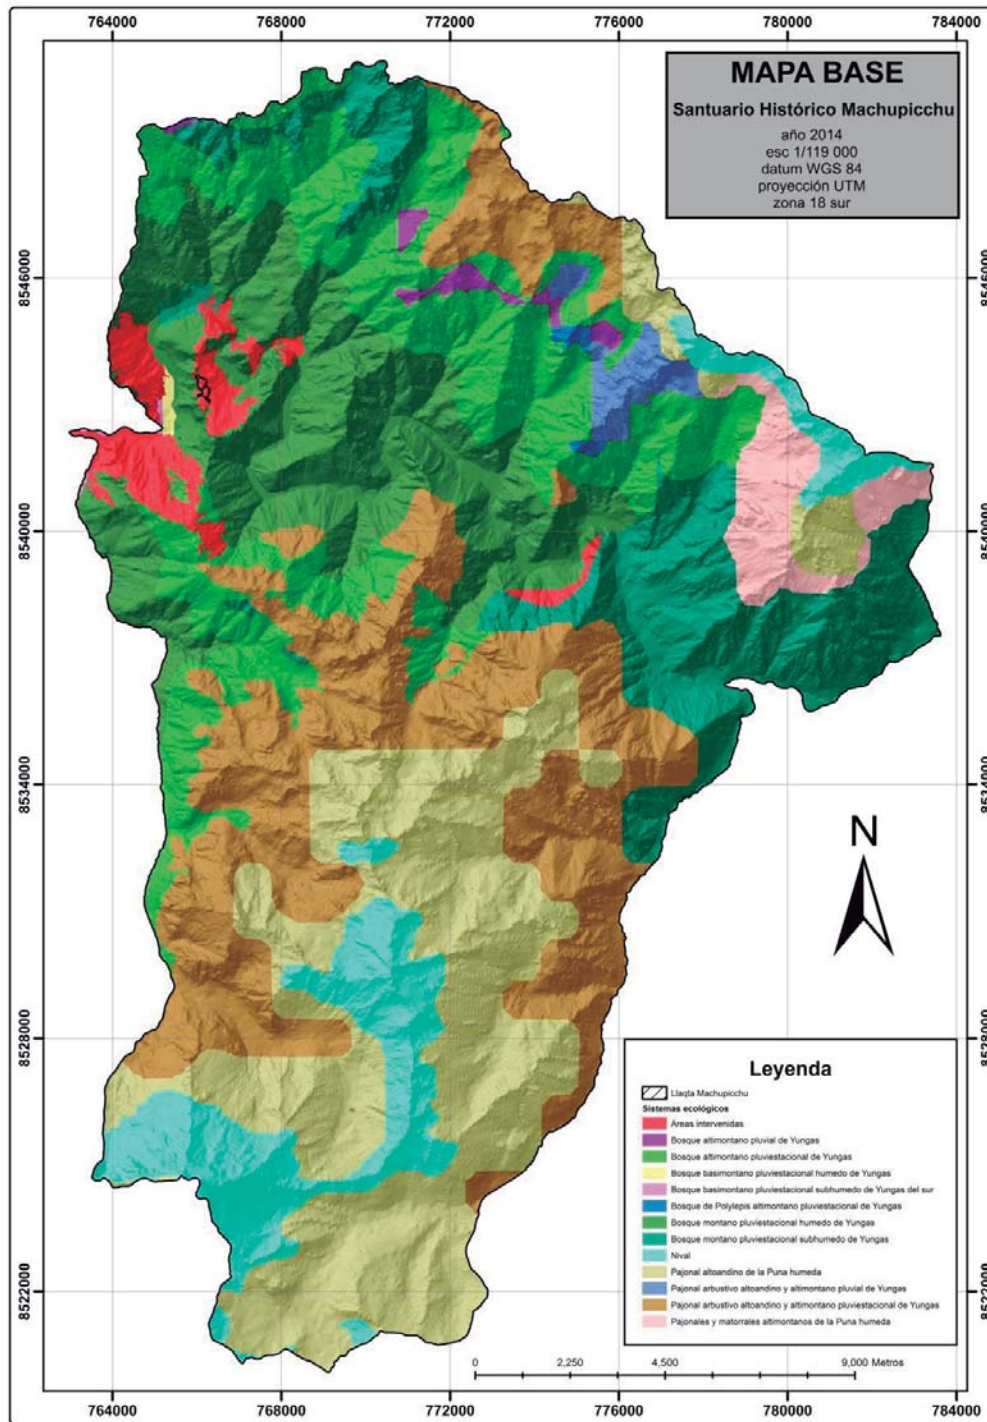 764000 768000 772000 776000 780000 784000
MAPA BASE
Santuario Histórico Machupicchu
año 2014
esc 1/119 000
datum WGS 84
proyección UTM
zona 18 sur
8546000 8546000
8540000 8540000
8534000 8534000
N
8528000 8528000
Leyenda
Llaqta Machupicchu
Sistemas ecológicos
Areas intervenidas
Bosque altimontano pluvial de Yungas
Bosque altimontano pluviestacional de Yungas
Bosque basimontano pluviestacional humedo de Yungas
Bosque basimontano pluviestacional subhumedo de Yungas del sur
Bosque de Polylepis altimontano pluviestacional de Yungas
Bosque montano pluviestacional humedo de Yungas
Bosque montano pluviestacional subhumedo de Yungas
Nival
Pajonal altoandino de la Puna humeda
Pajonal arbustivo altoandino y altimontano pluvial de Yungas
Pajonal arbustivo altoandino y altimontano pluviestacional de Yungas
Pajonales y matorrales altimontanos de la Puna humeda
8522000 8522000
0 2,250 4,500 9,000 Metros
764000 768000 772000 776000 780000 784000